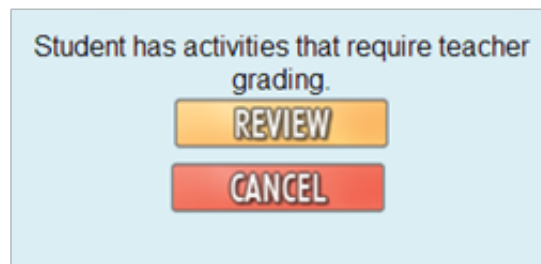 Student has activities that require teacher
grading.
REVIEW
CANCEL